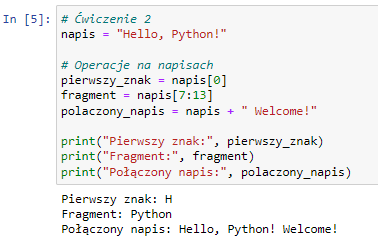 In [5]: # Ćwiczenie 2
napis = "Hello, Python!"
# Operacje na napisach
pierwszy_znak = napis[0]
fragment = napis[7:13]
polaczony_napis = napis + " Welcome!"
print("Pierwszy znak:", pierwszy_znak)
print("Fragment:", fragment)
print("Połączony napis:", polaczony_napis)
Pierwszy znak: H
Fragment: Python
Połączony napis: Hello, Python! Welcome!